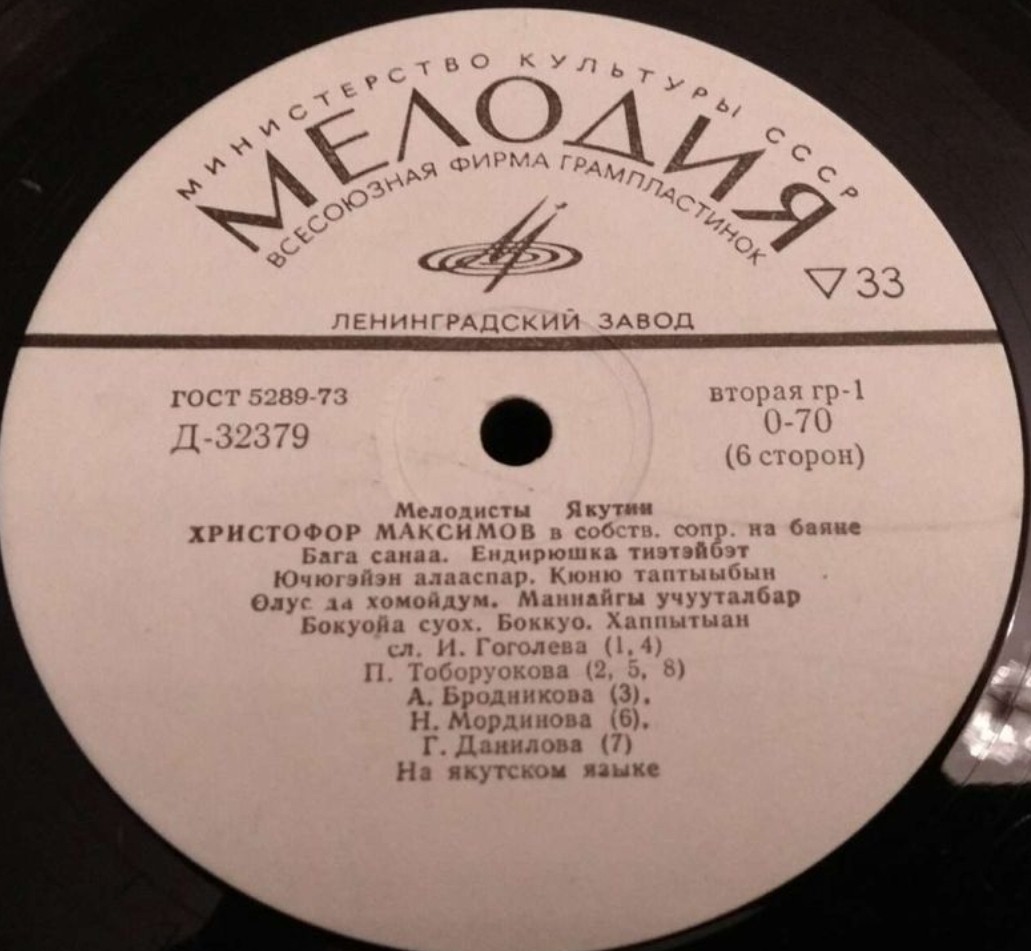 МИНИСТЕРСТВО КУЛЬТУРЫ СССР
МЕЛОДИЯ
ВСЕСОЮЗНАЯ ФИРМА ГРАМПЛАСТИНОК
▽33
ЛЕНИНГРАДСКИЙ ЗАВОД
ГОСТ 5289-73
Д-32379
вторая гр-1
0-70
(6 сторон)
Мелодисты Якутии
ХРИСТОФОР МАКСИМОВ в собств. сопр. на баяне
Бага санаа. Ендирюшка тиэтэйбэт
Ючюгэйэн алааспар. Кюню таптыыбын
Өлус да хомойдум. Маннайгы учууталбар
Бокуойа суох. Боккуо. Хаппытыан
сл. И. Гоголева (1, 4)
П. Тоборуокова (2, 5, 8)
А. Бродникова (3),
Н. Мординова (6),
Г. Данилова (7)
На якутском языке